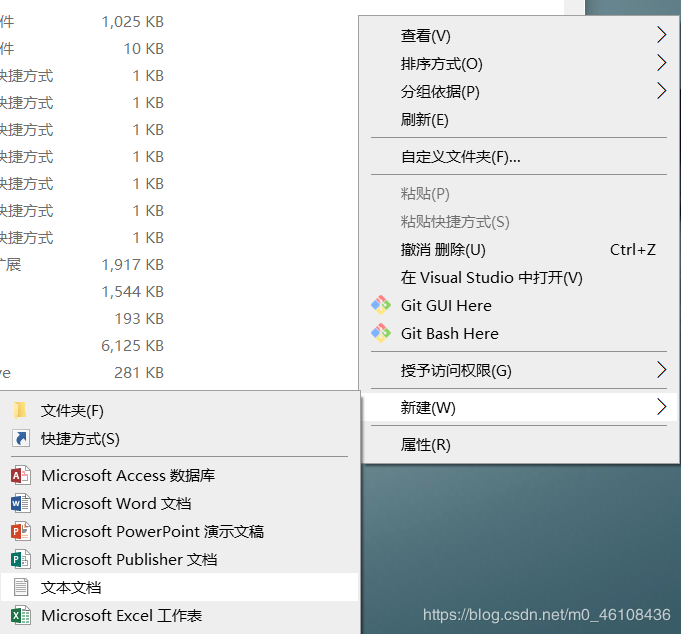 件 1,025 KB
件 10 KB
快捷方式 1 KB
快捷方式 1 KB
快捷方式 1 KB
快捷方式 1 KB
快捷方式 1 KB
快捷方式 1 KB
快捷方式 1 KB
扩展 1,917 KB
1,544 KB
193 KB
6,125 KB
ve 281 KB
查看(V)
排序方式(O)
分组依据(P)
刷新(E)
自定义文件夹(F)...
粘贴(P)
粘贴快捷方式(S)
撤消 删除(U) Ctrl+Z
在 Visual Studio 中打开(V)
Git GUI Here
Git Bash Here
授予访问权限(G)
新建(W)
属性(R)
文件夹(F)
快捷方式(S)
Microsoft Access 数据库
Microsoft Word 文档
Microsoft PowerPoint 演示文稿
Microsoft Publisher 文档
文本文档
Microsoft Excel 工作表
https://blog.csdn.net/m0_46108436